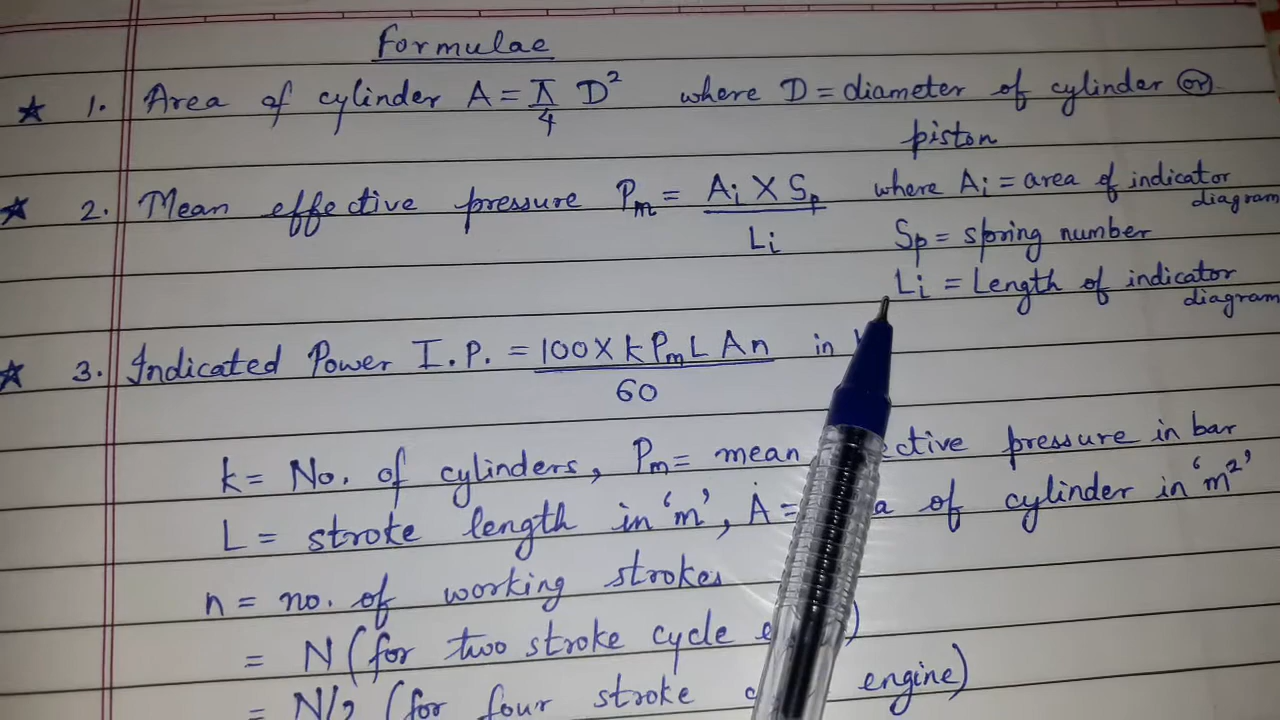 Formulae
★ 1. Area of cylinder A = π/4 D² where D = diameter of cylinder or
piston
★ 2. Mean effective pressure Pm = Ai X Sp / Li where Ai = area of indicator diagram
Sp = spring number
Li = Length of indicator diagram
★ 3. Indicated Power I.P. = 100 X k Pm L A n / 60 in
k = No. of cylinders, Pm = mean pressure in bar
L = stroke length in 'm', A = of cylinder in 'm²'
n = no. of working strokes
= N (for two stroke cycle )
= N/2 (for four stroke engine)